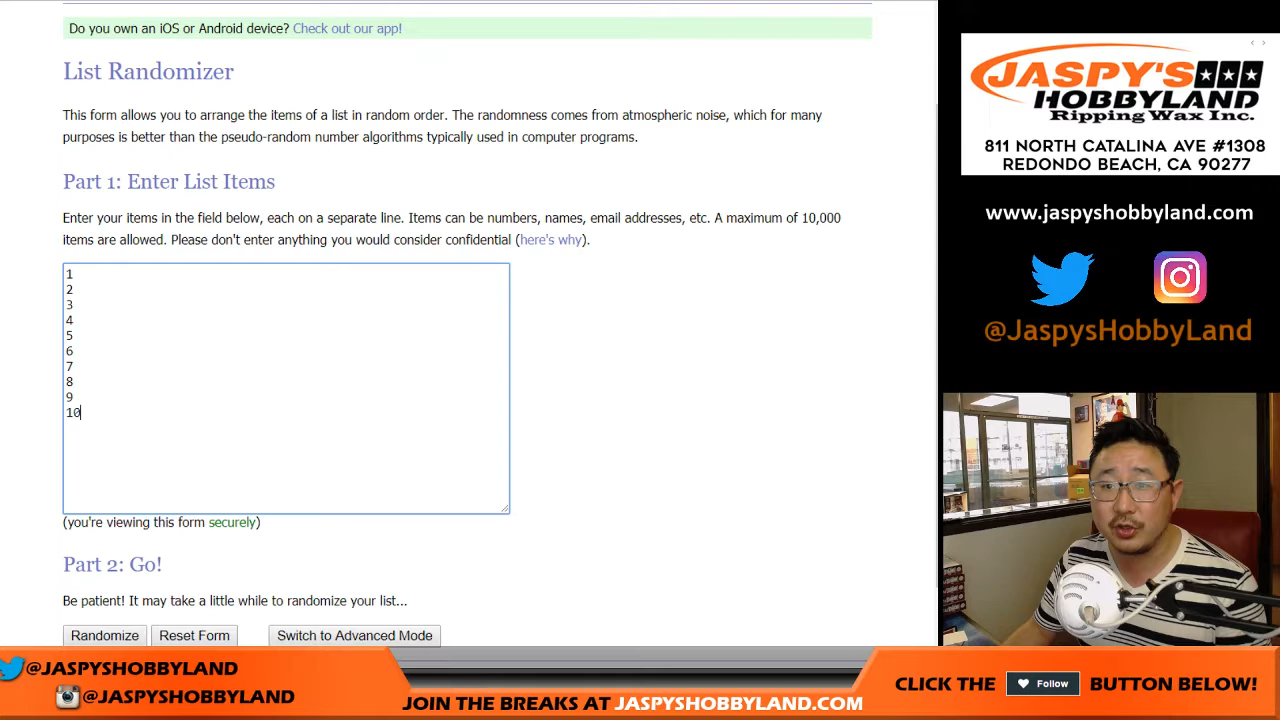 Do you own an iOS or Android device? Check out our app!
List Randomizer
This form allows you to arrange the items of a list in random order. The randomness comes from atmospheric noise, which for many
purposes is better than the pseudo-random number algorithms typically used in computer programs.
Part 1: Enter List Items
Enter your items in the field below, each on a separate line. Items can be numbers, names, email addresses, etc. A maximum of 10,000
items are allowed. Please don't enter anything you would consider confidential (here's why).
1
2
3
4
5
6
7
8
9
10
(you're viewing this form securely)
Part 2: Go!
Be patient! It may take a little while to randomize your list...
Randomize Reset Form Switch to Advanced Mode
JASPY'S
HOBBYLAND
Ripping Wax Inc.
811 NORTH CATALINA AVE #1308
REDONDO BEACH, CA 90277
www.jaspyshobbyland.com
@JaspysHobbyLand
@JASPYSHOBBYLAND
@JASPYSHOBBYLAND
JOIN THE BREAKS AT JASPYSHOBBYLAND.COM
CLICK THE Follow BUTTON BELOW!